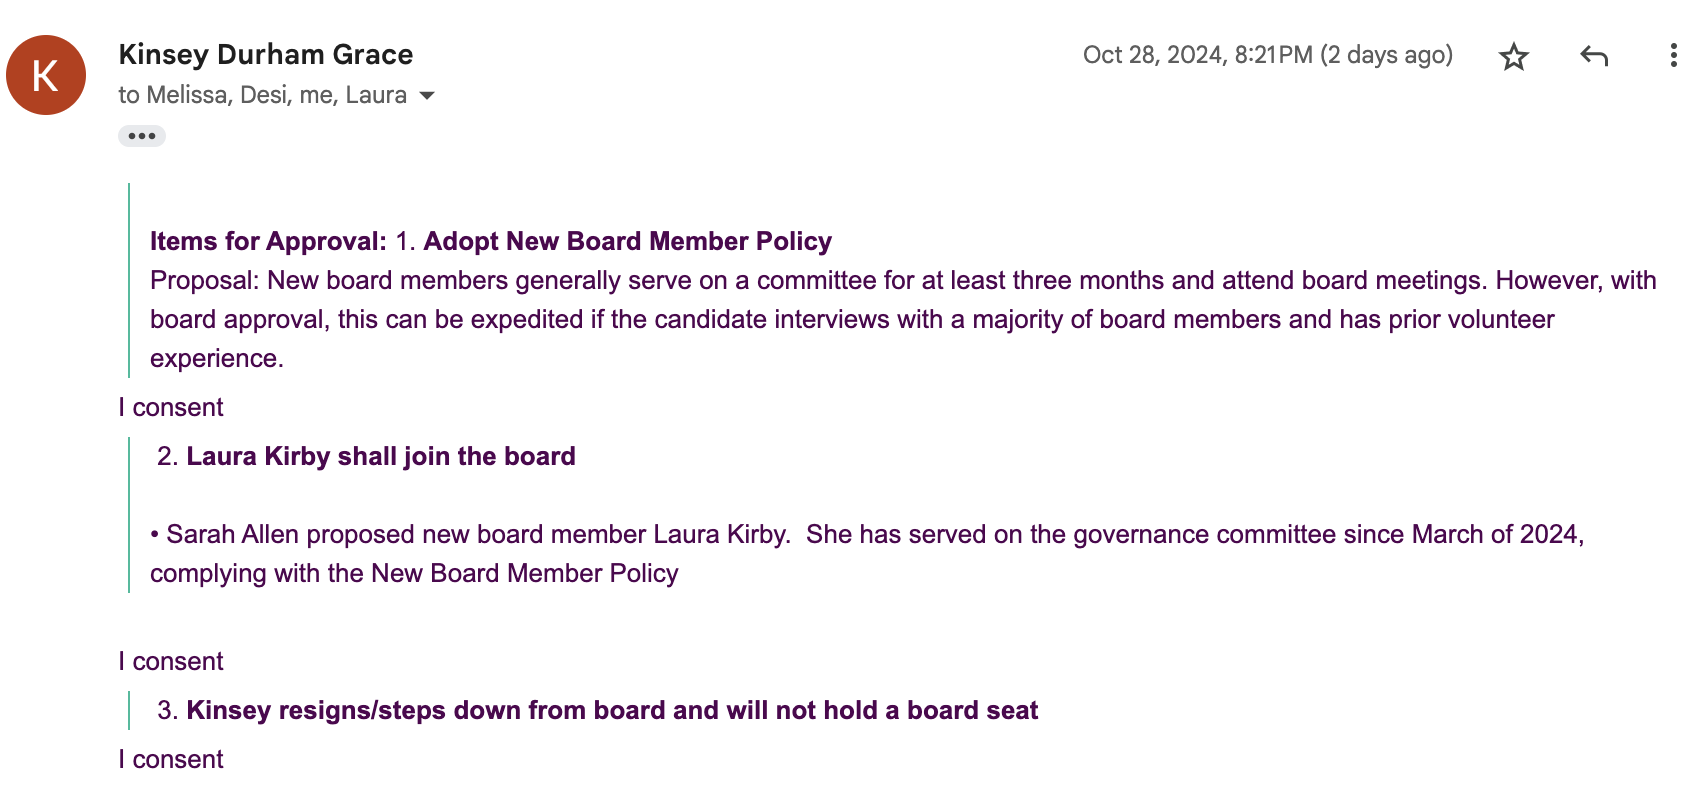 K
Kinsey Durham Grace
Oct 28, 2024, 8:21 PM (2 days ago)
to Melissa, Desi, me, Laura
Items for Approval: 1. Adopt New Board Member Policy
Proposal: New board members generally serve on a committee for at least three months and attend board meetings. However, with
board approval, this can be expedited if the candidate interviews with a majority of board members and has prior volunteer
experience.
I consent
2. Laura Kirby shall join the board
• Sarah Allen proposed new board member Laura Kirby.  She has served on the governance committee since March of 2024,
complying with the New Board Member Policy
I consent
3. Kinsey resigns/steps down from board and will not hold a board seat
I consent